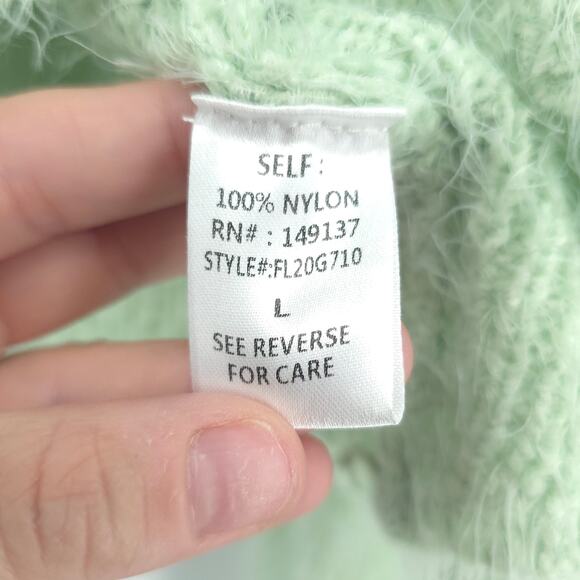 SELF:
100% NYLON
RN# : 149137
STYLE#:FL20G710
L
SEE REVERSE
FOR CARE